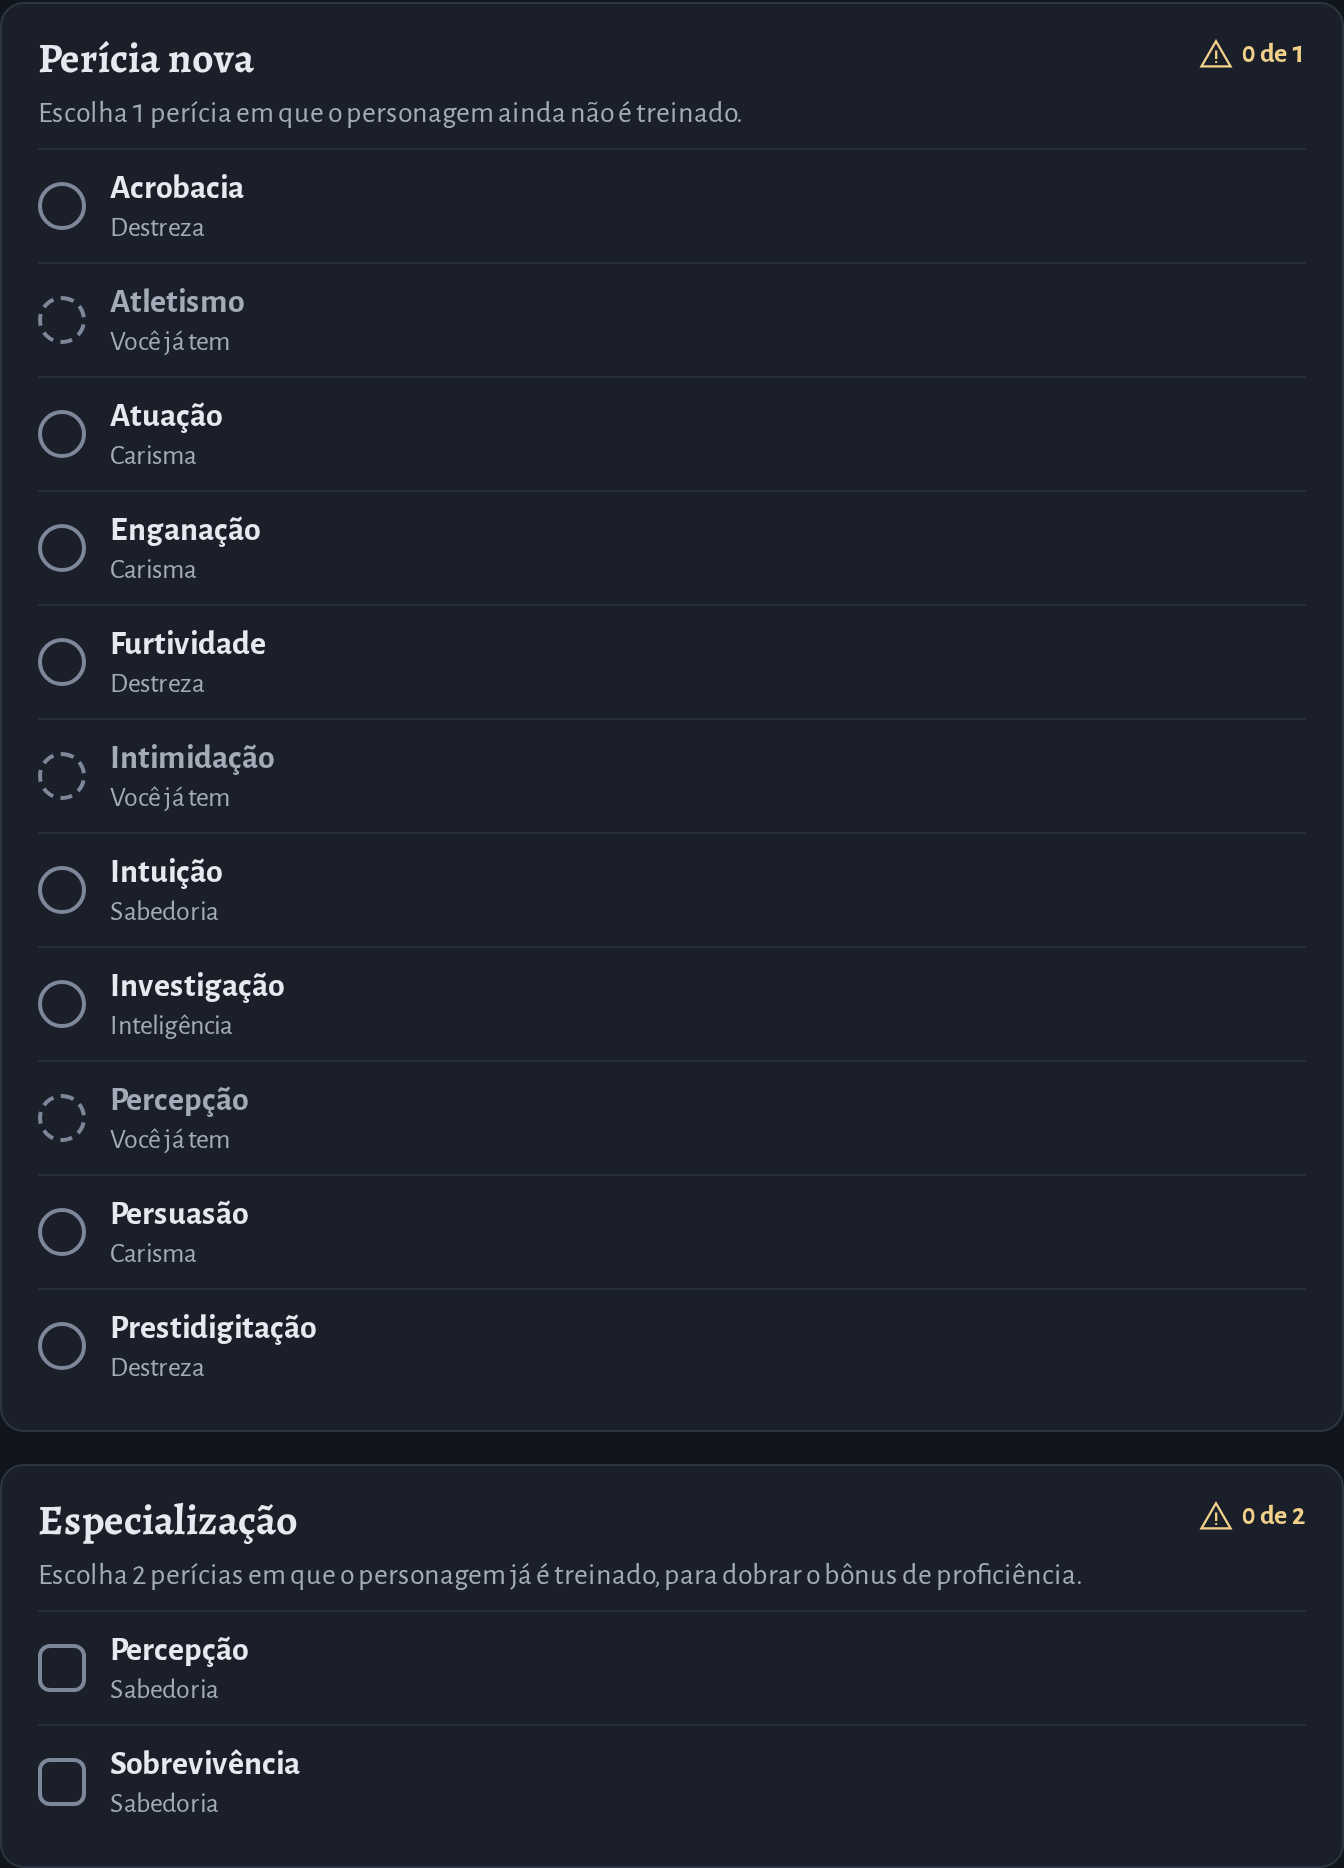 Perícia nova
0 de 1
Escolha 1 perícia em que o personagem ainda não é treinado.
Acrobacia
Destreza
Atletismo
Você já tem
Atuação
Carisma
Enganação
Carisma
Furtividade
Destreza
Intimidação
Você já tem
Intuição
Sabedoria
Investigação
Inteligência
Percepção
Você já tem
Persuasão
Carisma
Prestidigitação
Destreza
Especialização
0 de 2
Escolha 2 perícias em que o personagem já é treinado, para dobrar o bônus de proficiência.
Percepção
Sabedoria
Sobrevivência
Sabedoria